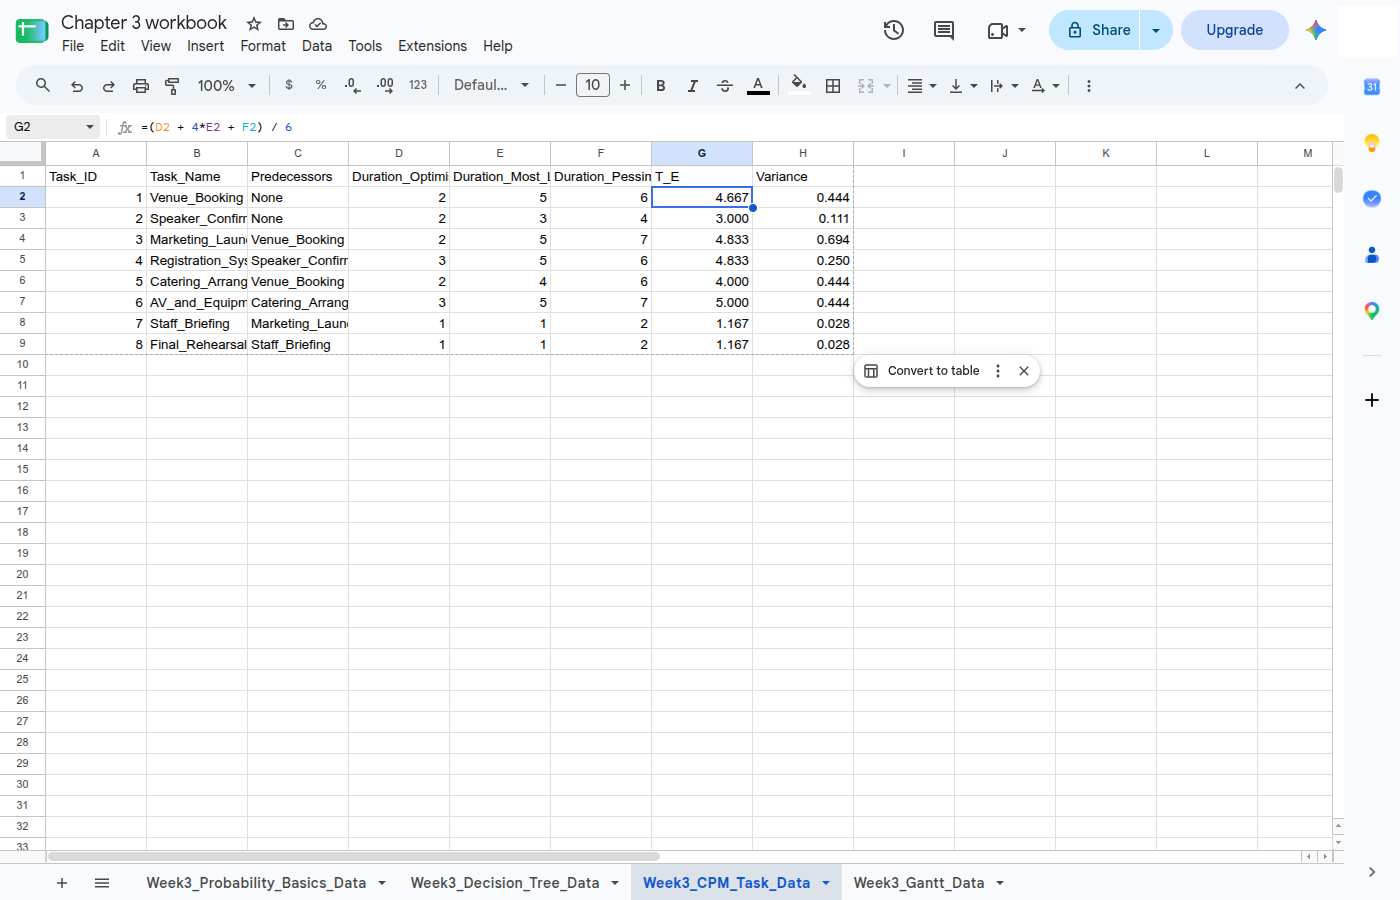 Chapter 3 workbook
File Edit View Insert Format Data Tools Extensions Help
Share
Upgrade
100% $ % .0 .00 123 Defaul... 10 B I S A
31
G2 fx =(D2 + 4*E2 + F2) / 6
A B C D E F G H I J K L M
1 Task_ID Task_Name Predecessors Duration_Optimi Duration_Most_L Duration_Pessim T_E Variance
2 1 Venue_Booking None 2 5 6 4.667 0.444
3 2 Speaker_Confirm None 2 3 4 3.000 0.111
4 3 Marketing_Laun Venue_Booking 2 5 7 4.833 0.694
5 4 Registration_Sys Speaker_Confirm 3 5 6 4.833 0.250
6 5 Catering_Arrang Venue_Booking 2 4 6 4.000 0.444
7 6 AV_and_Equipm Catering_Arrang 3 5 7 5.000 0.444
8 7 Staff_Briefing Marketing_Laun 1 1 2 1.167 0.028
9 8 Final_Rehearsal Staff_Briefing 1 1 2 1.167 0.028
10
Convert to table
11
12
13
14
15
16
17
18
19
20
21
22
23
24
25
26
27
28
29
30
31
32
33
Week3_Probability_Basics_Data Week3_Decision_Tree_Data Week3_CPM_Task_Data Week3_Gantt_Data